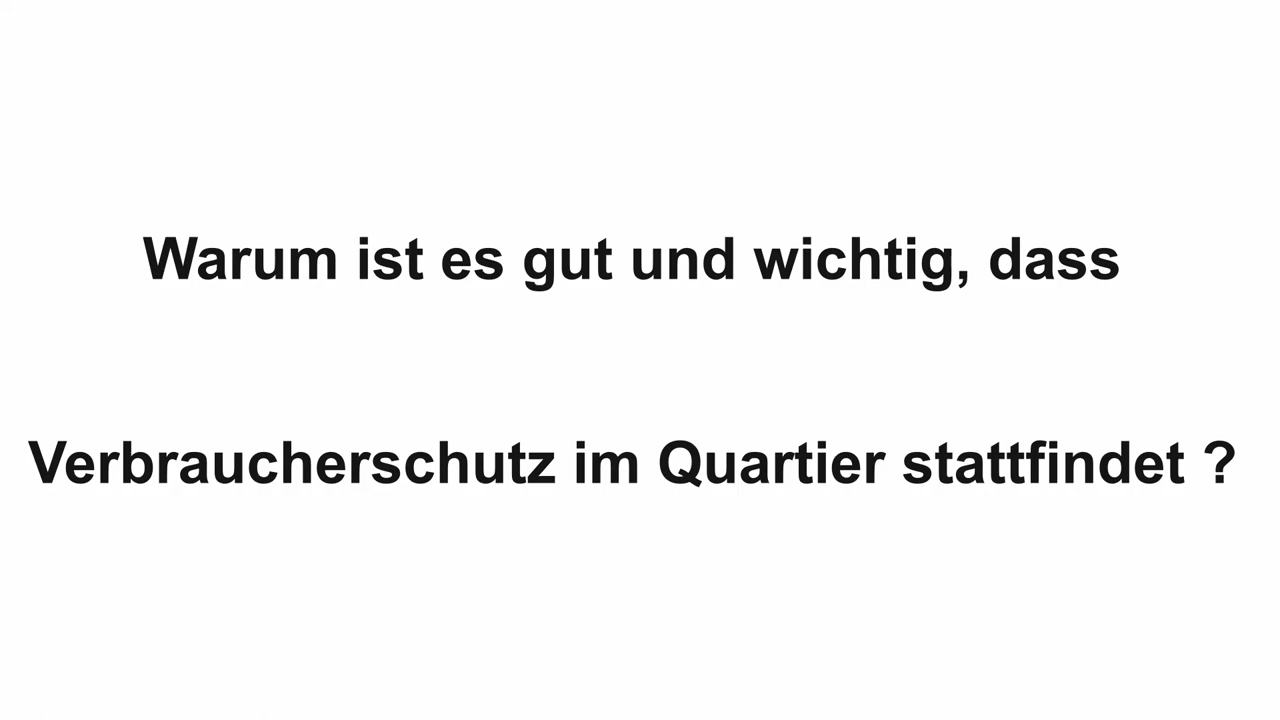 Warum ist es gut und wichtig, dass
Verbraucherschutz im Quartier stattfindet ?